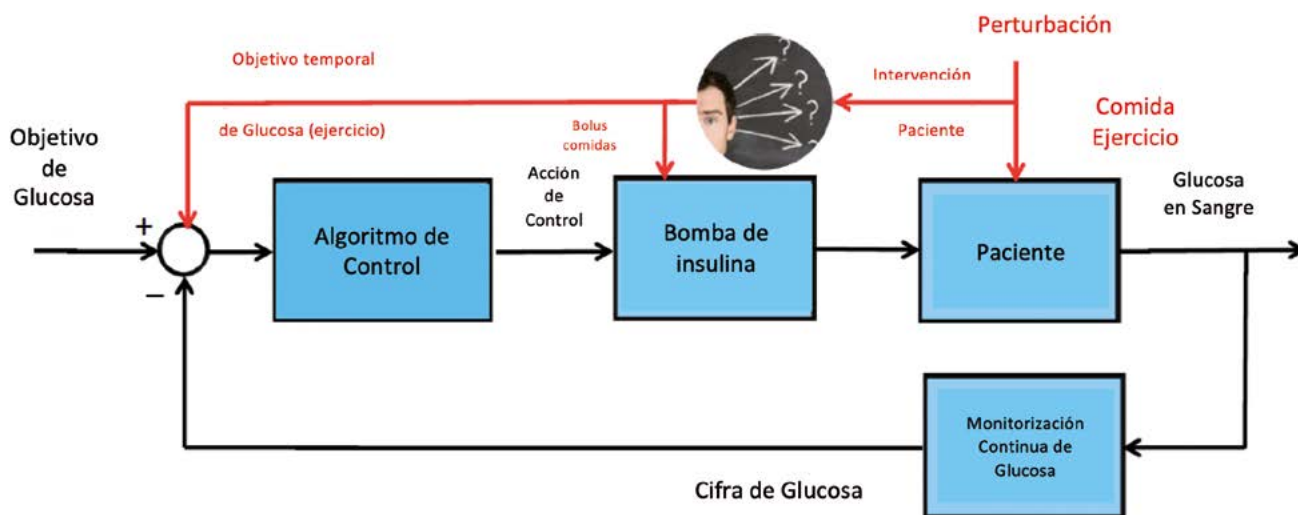 Perturbación
Objetivo temporal
Intervención
de Glucosa (ejercicio)
Bolus
comidas
Paciente
Comida
Ejercicio
Objetivo
de
Glucosa
Acción
de
Control
Glucosa
en Sangre
+
−
Algoritmo de
Control
Bomba de
insulina
Paciente
Monitorización
Continua de
Glucosa
Cifra de Glucosa
?
?
?
?